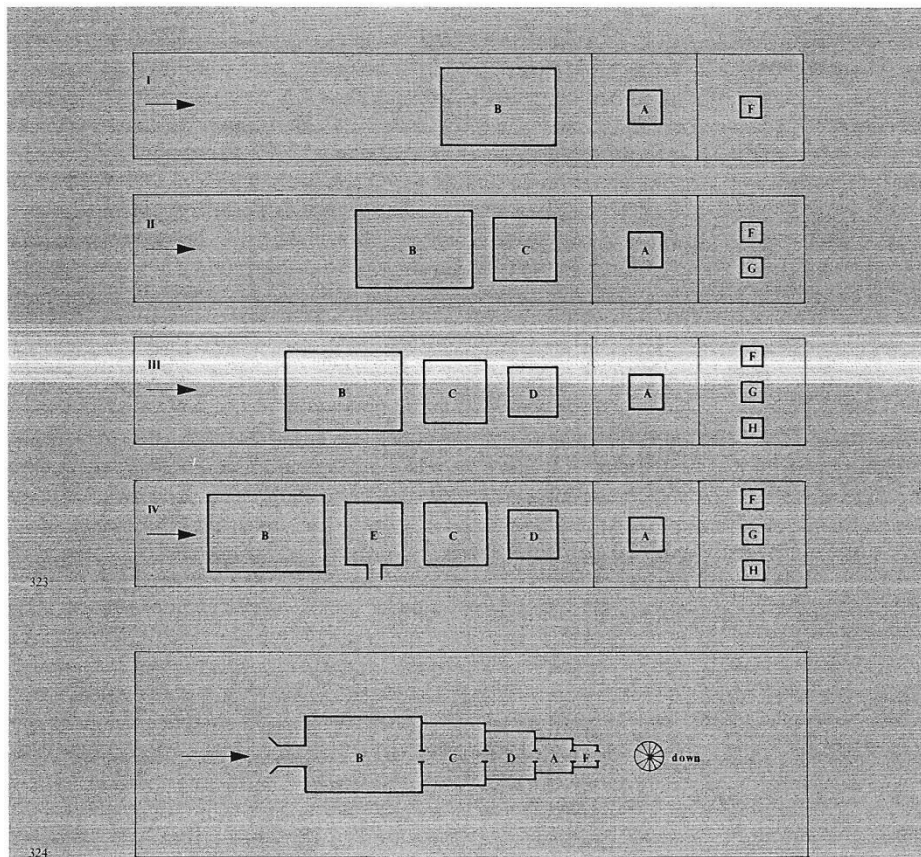 I
B A F
II
B C A F
G
III
B C D A F
G
H
IV
B E C D A F
G
H
323
B C D A F down
324